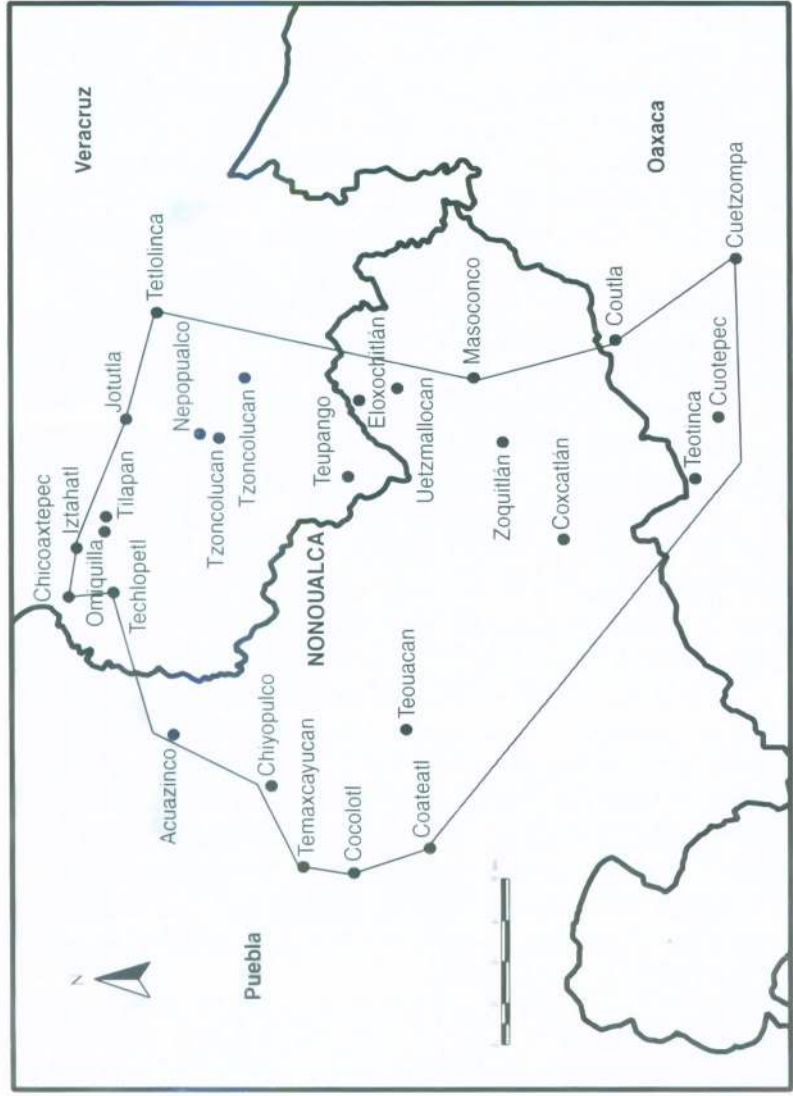 Chicoaxtepec
Iztahatl
N
Veracruz
Omiquilla
Jotutla
Tilapan
Techlopetl
Tetlolinca
Acuazinco
Nepopualco
Tzoncolucan
Tzoncolucan
Puebla
Chiyopulco
Temaxcayucan
NONOUALCA
Teupango
Cocolotl
Eloxochitlán
Teouacan
Coateatl
Uetzmallocan
Masoconco
Zoquitlán
Coxcatlán
Coutla
Oaxaca
Teotinca
Cuotepec
Cuetzompa